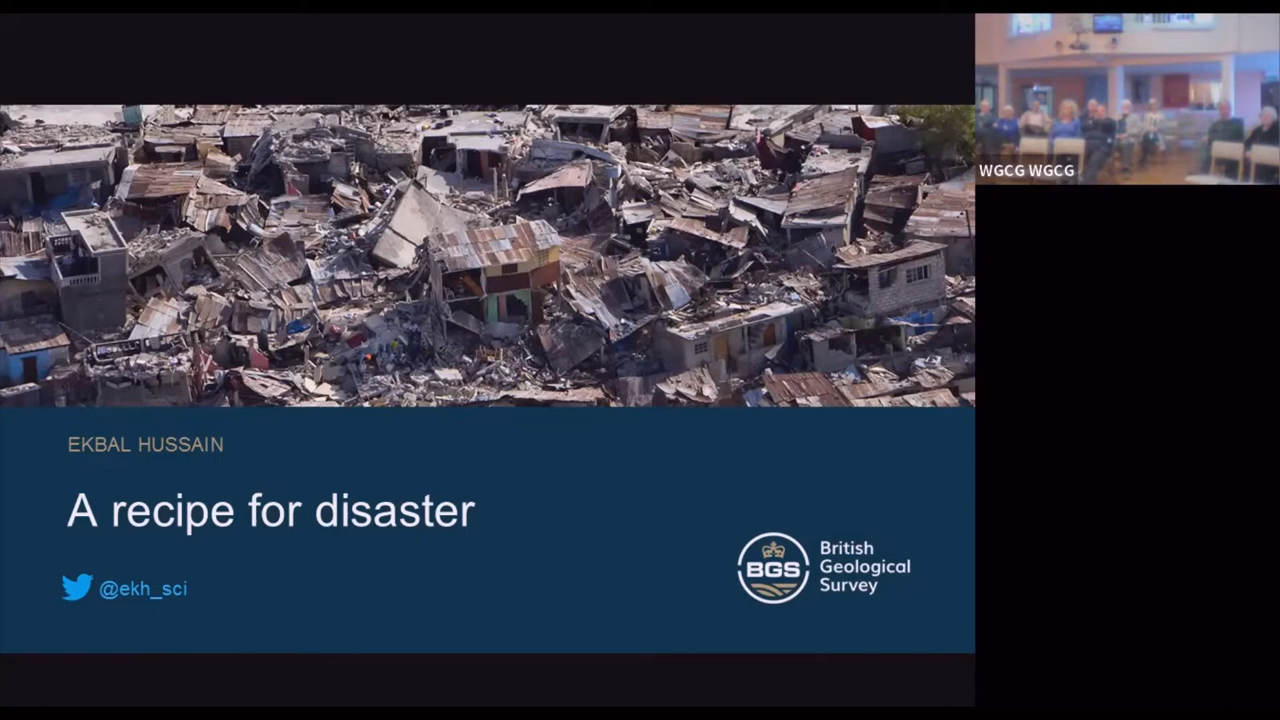 WGCG WGCG
EKBAL HUSSAIN
A recipe for disaster
@ekh_sci
BGS
British
Geological
Survey